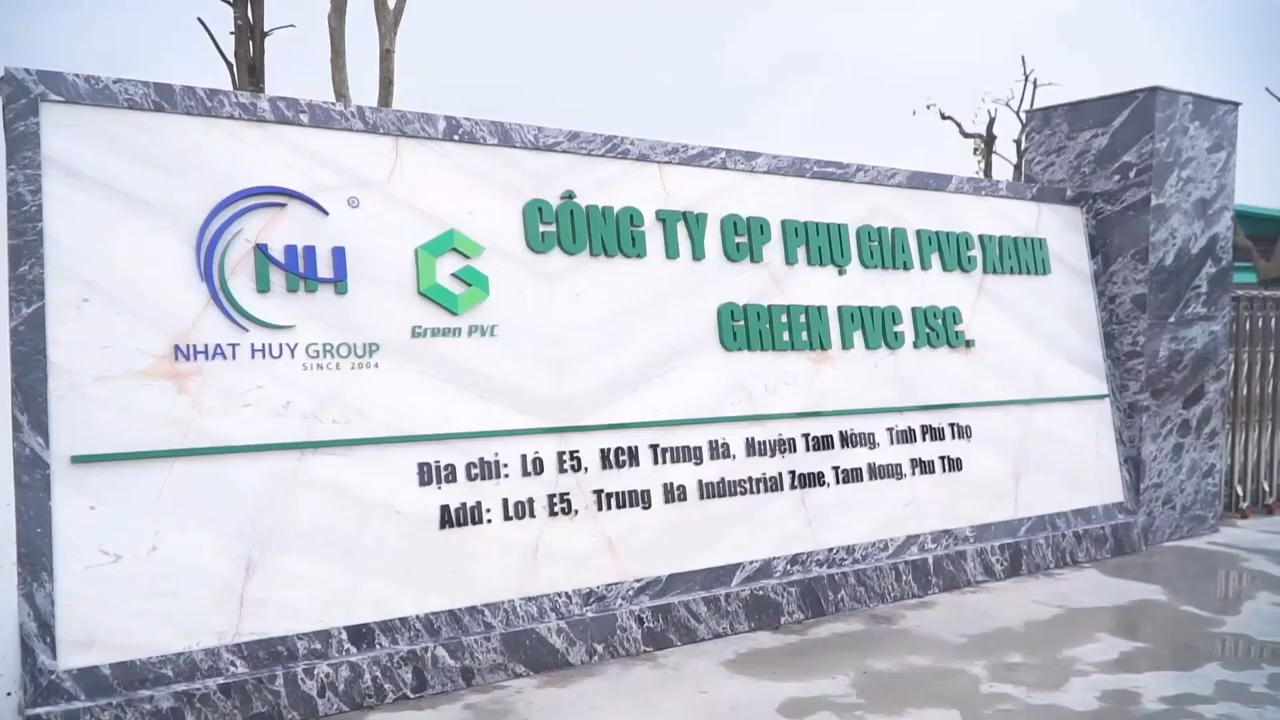 NH
®
NHAT HUY GROUP
SINCE 2004
Green PVC
CÔNG TY CP PHỤ GIA PVC XANH
GREEN PVC JSC.,
Địa chỉ: Lô E5, KCN Trung Hà, Huyện Tam Nông, Tỉnh Phú Thọ
Add: Lot E5, Trung Ha Industrial Zone, Tam Nong, Phu Tho